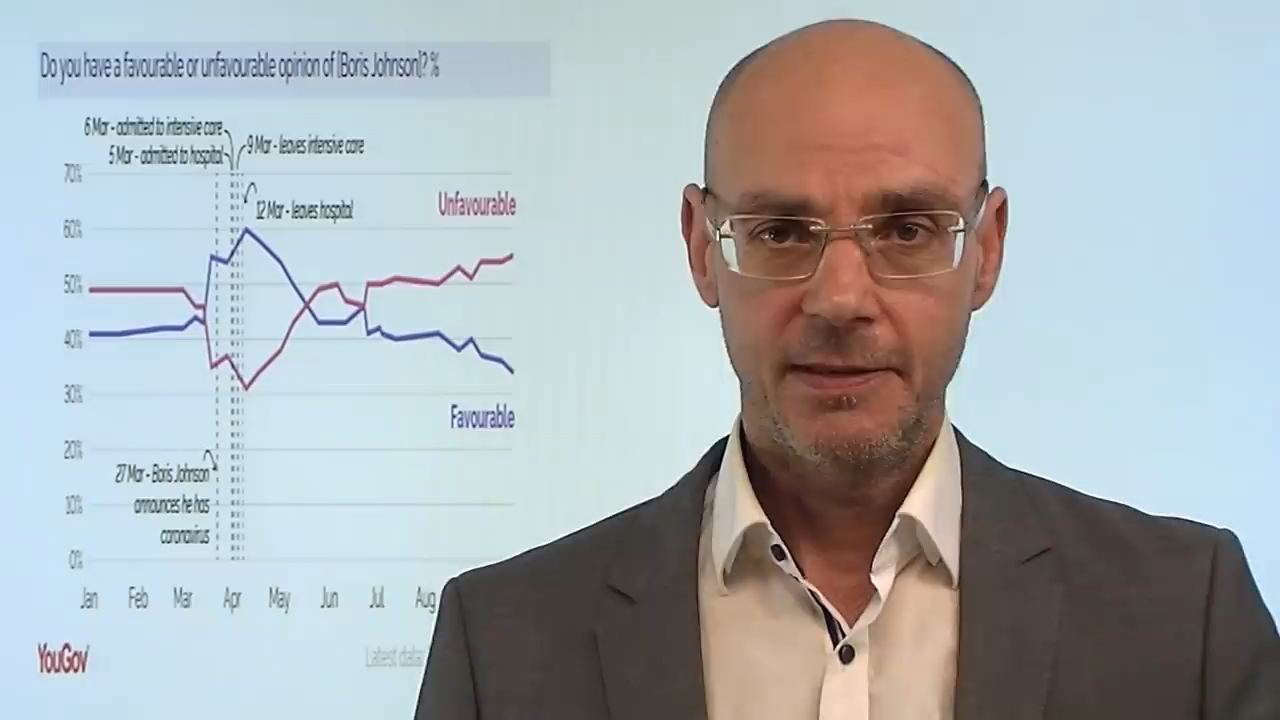 Do you have a favourable or unfavourable opinion of [Boris Johnson]? %
6 Mar - admitted to intensive care
5 Mar - admitted to hospital
9 Mar - leaves intensive care
70%
12 Mar - leaves hospital
Unfavourable
60%
50%
40%
30%
Favourable
20%
27 Mar - Boris Johnson
announces he has
coronavirus
10%
0%
Jan Feb Mar Apr May Jun Jul Aug
YouGov
Latest data: